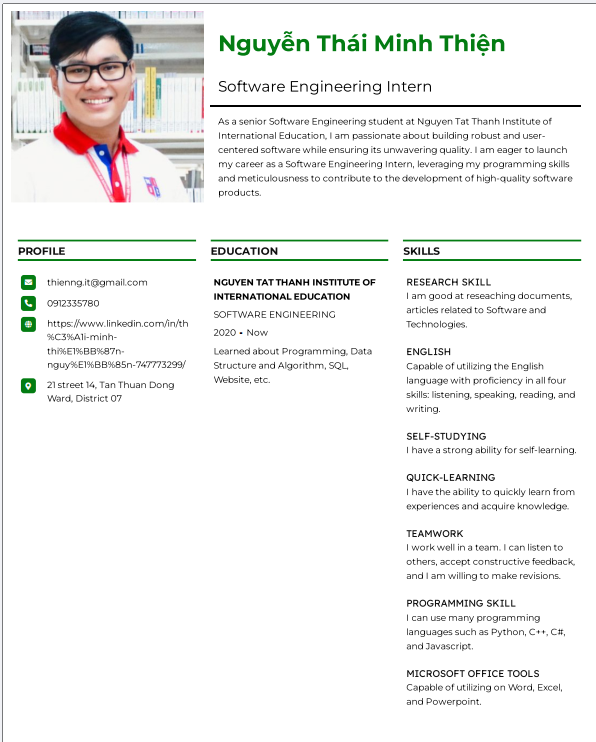 Nguyễn Thái Minh Thiện
Software Engineering Intern
As a senior Software Engineering student at Nguyen Tat Thanh Institute of
International Education, I am passionate about building robust and user-
centered software while ensuring its unwavering quality. I am eager to launch
my career as a Software Engineering Intern, leveraging my programming skills
and meticulousness to contribute to the development of high-quality software
products.
PROFILE
thienng.it@gmail.com
0912335780
https://www.linkedin.com/in/th
%C3%A1i-minh-
thi%E1%BB%87n-
nguy%E1%BB%85n-747773299/
21 street 14, Tan Thuan Dong
Ward, District 07
EDUCATION
NGUYEN TAT THANH INSTITUTE OF
INTERNATIONAL EDUCATION
SOFTWARE ENGINEERING
2020 • Now
Learned about Programming, Data
Structure and Algorithm, SQL,
Website, etc.
SKILLS
RESEARCH SKILL
I am good at reseaching documents,
articles related to Software and
Technologies.
ENGLISH
Capable of utilizing the English
language with proficiency in all four
skills: listening, speaking, reading, and
writing.
SELF-STUDYING
I have a strong ability for self-learning.
QUICK-LEARNING
I have the ability to quickly learn from
experiences and acquire knowledge.
TEAMWORK
I work well in a team. I can listen to
others, accept constructive feedback,
and I am willing to make revisions.
PROGRAMMING SKILL
I can use many programming
languages such as Python, C++, C#,
and Javascript.
MICROSOFT OFFICE TOOLS
Capable of utilizing on Word, Excel,
and Powerpoint.